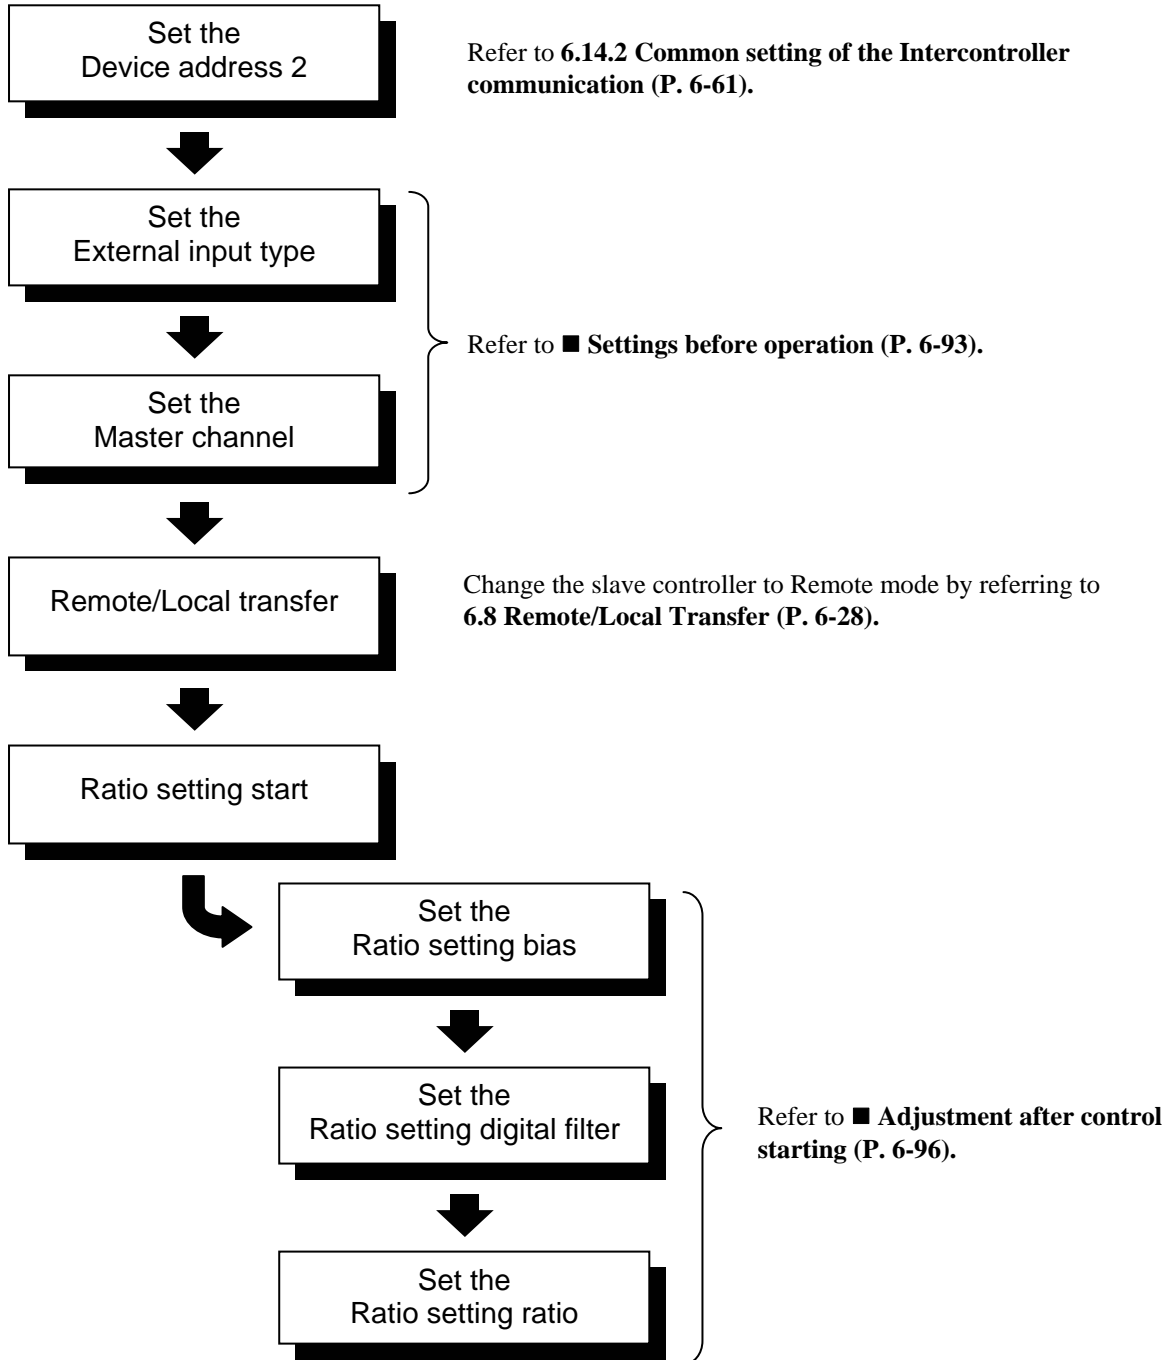 Set the
Device address 2
Refer to 6.14.2 Common setting of the Intercontroller
communication (P. 6-61).
Set the
External input type
Refer to ■ Settings before operation (P. 6-93).
Set the
Master channel
Remote/Local transfer
Change the slave controller to Remote mode by referring to
6.8 Remote/Local Transfer (P. 6-28).
Ratio setting start
Set the
Ratio setting bias
Set the
Ratio setting digital filter
Refer to ■ Adjustment after control
starting (P. 6-96).
Set the
Ratio setting ratio